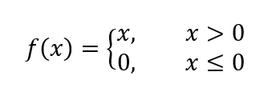 f(x) = { x, x > 0
0, x ≤ 0